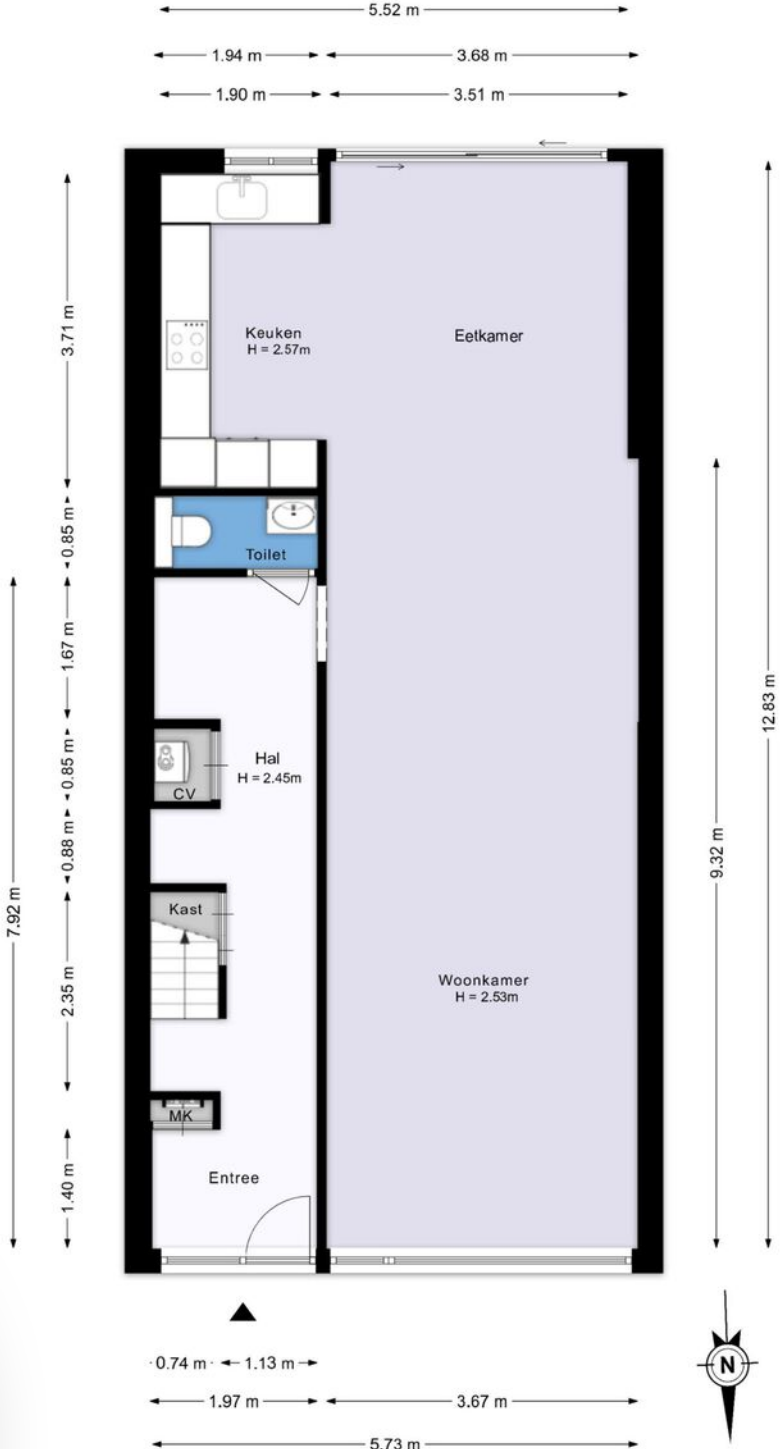 5.52 m
1.94 m
3.68 m
1.90 m
3.51 m
3.71 m
Keuken
H = 2.57m
Eetkamer
0.85 m
Toilet
1.67 m
12.83 m
0.85 m
Hal
H = 2.45m
CV
0.88 m
9.32 m
7.92 m
Kast
2.35 m
Woonkamer
H = 2.53m
MK
1.40 m
Entree
N
0.74 m
1.13 m
1.97 m
3.67 m
5.73 m